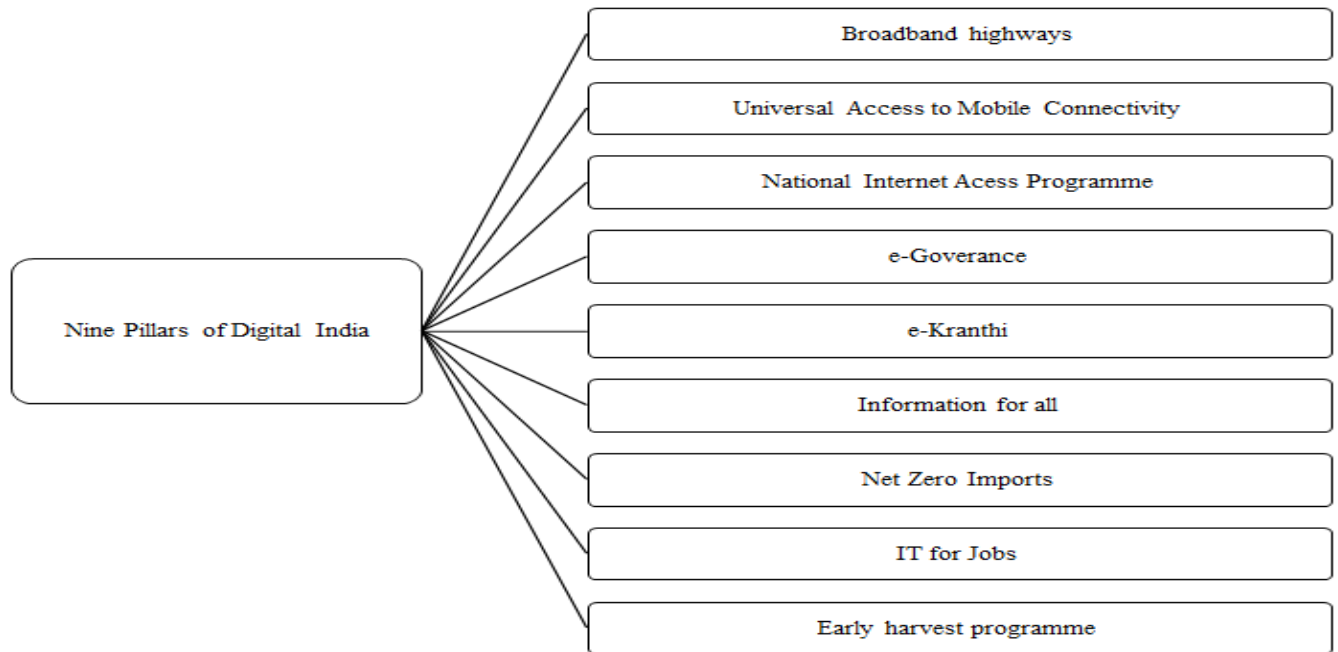 Broadband highways
Universal Access to Mobile Connectivity
National Internet Acess Programme
e-Goverance
Nine Pillars of Digital India
e-Kranthi
Information for all
Net Zero Imports
IT for Jobs
Early harvest programme